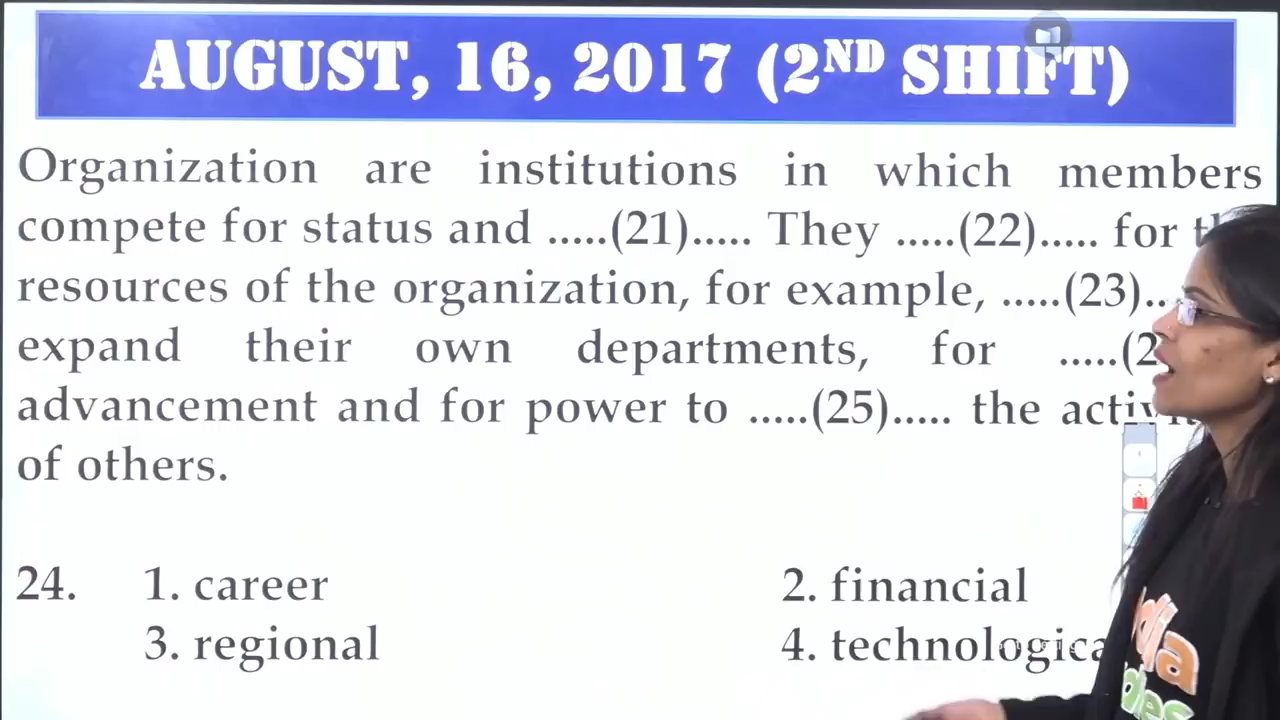 AUGUST, 16, 2017 (2ND SHIFT)
Organization are institutions in which members
compete for status and .....(21)..... They .....(22)..... for
resources of the organization, for example, .....(23)..
expand their own departments, for .....(2
advancement and for power to .....(25)..... the
of others.
24. 1. career 2. financial
3. regional 4.